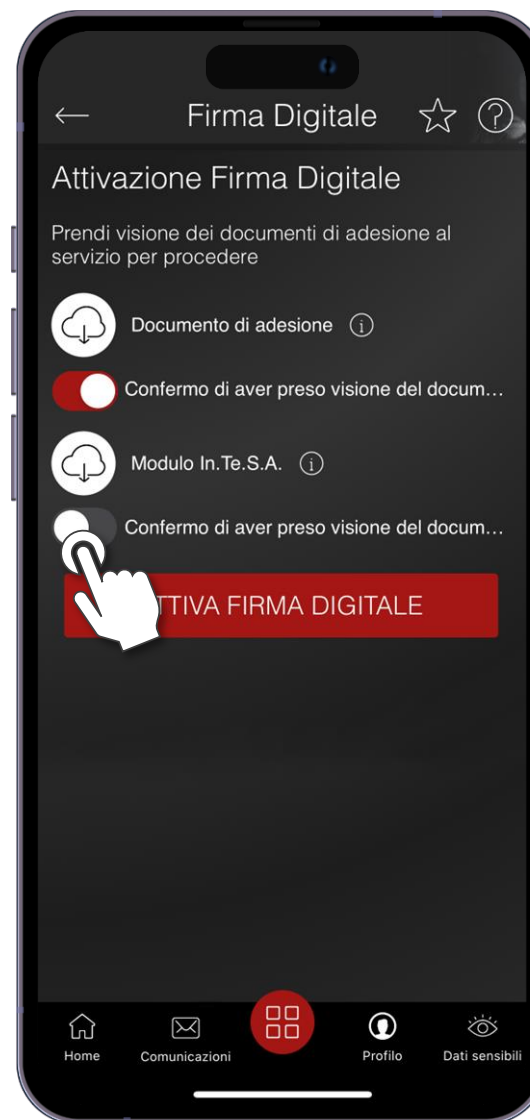 Firma Digitale
Attivazione Firma Digitale
Prendi visione dei documenti di adesione al
servizio per procedere
Documento di adesione
Confermo di aver preso visione del docum...
Modulo In.Te.S.A.
Confermo di aver preso visione del docum...
TTIVA FIRMA DIGITALE
Home
Comunicazioni
Profilo
Dati sensibili